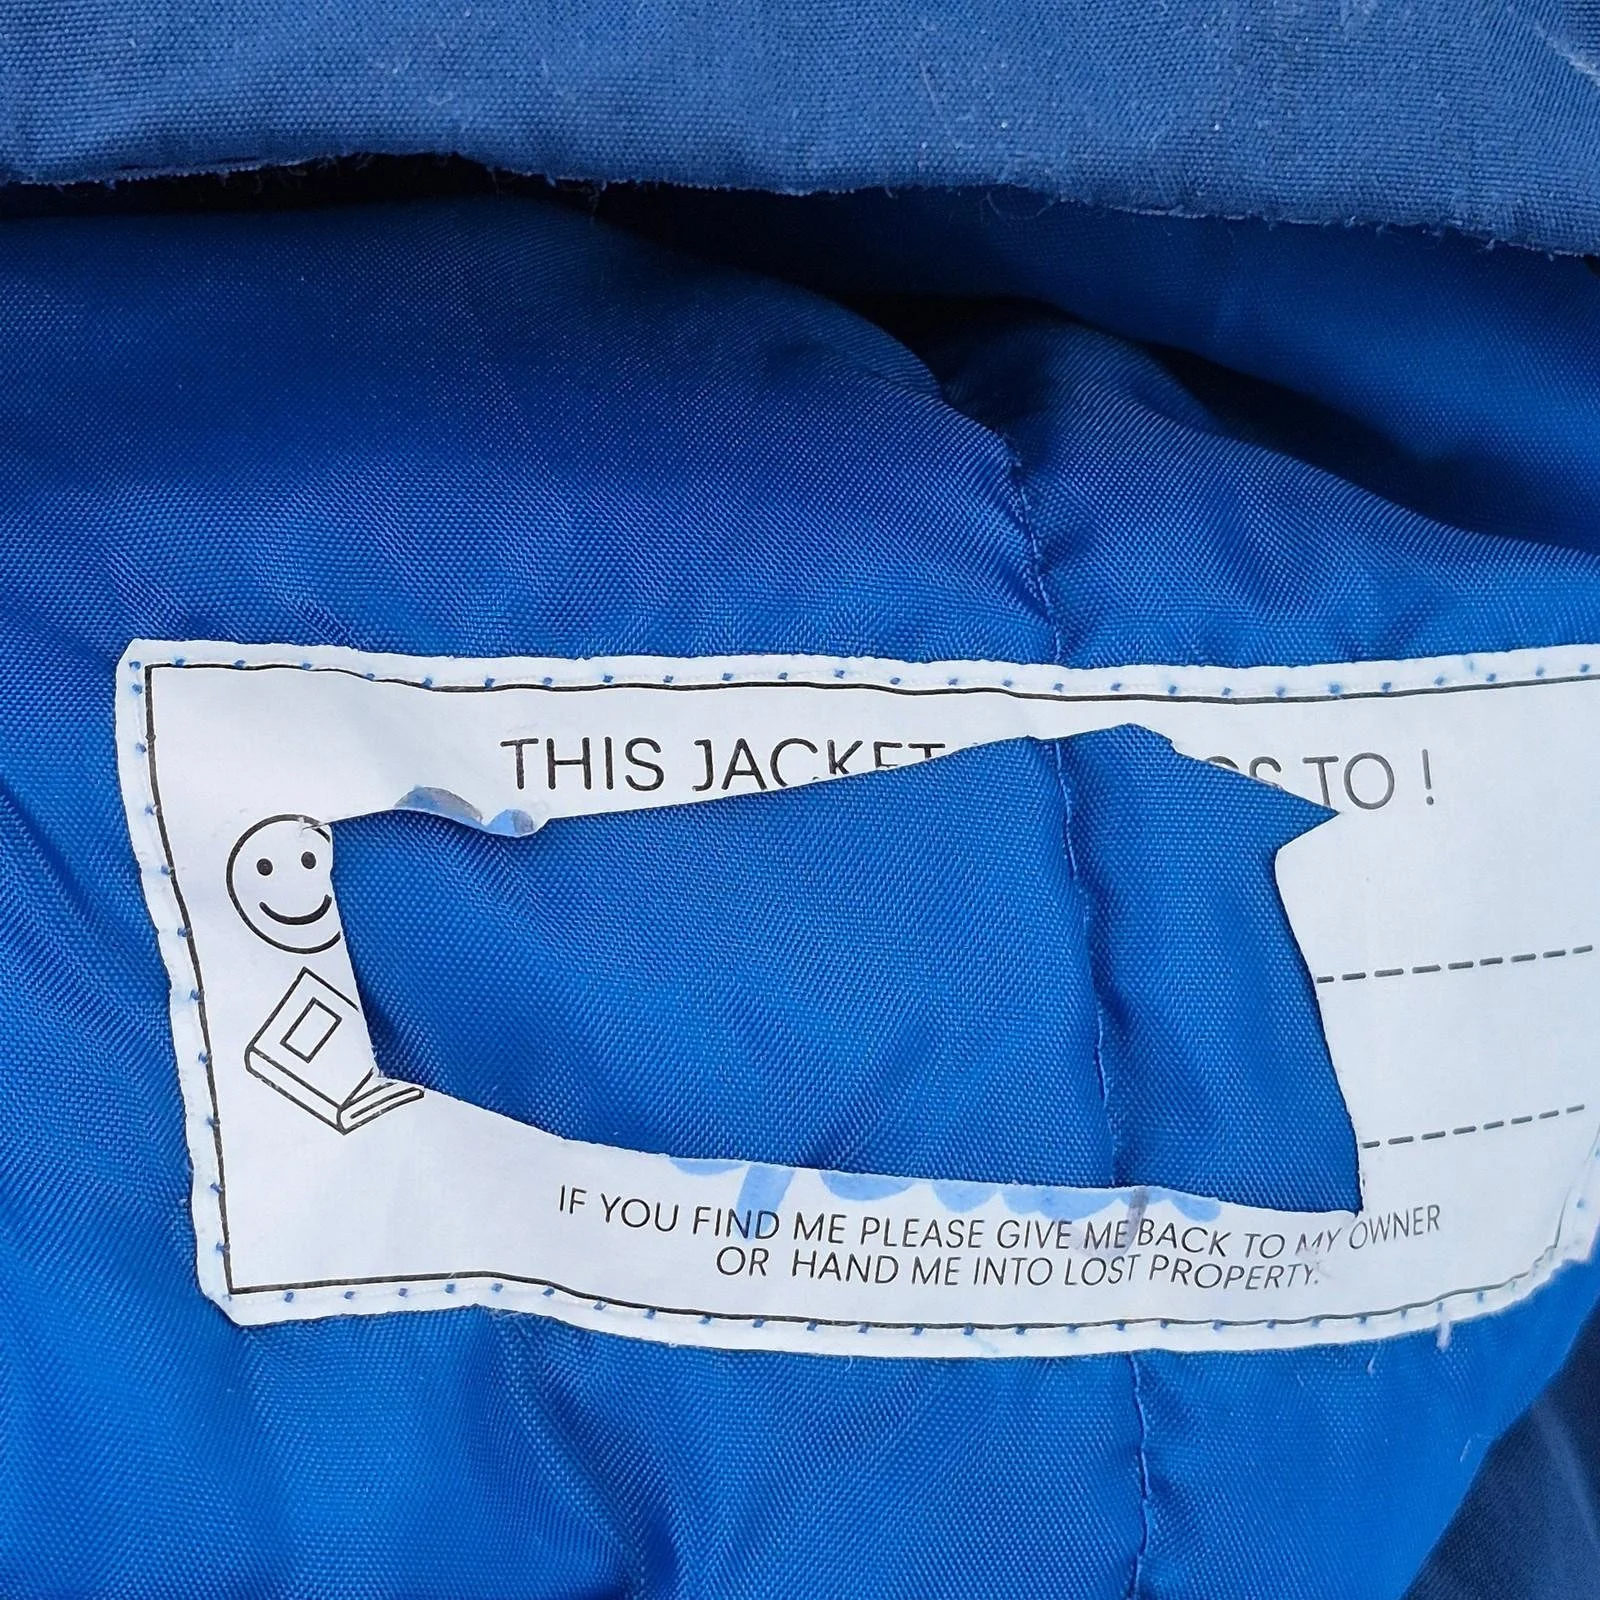 THIS JACKET TO !
IF YOU FIND ME PLEASE GIVE ME BACK TO MY OWNER
OR HAND ME INTO LOST PROPERTY.